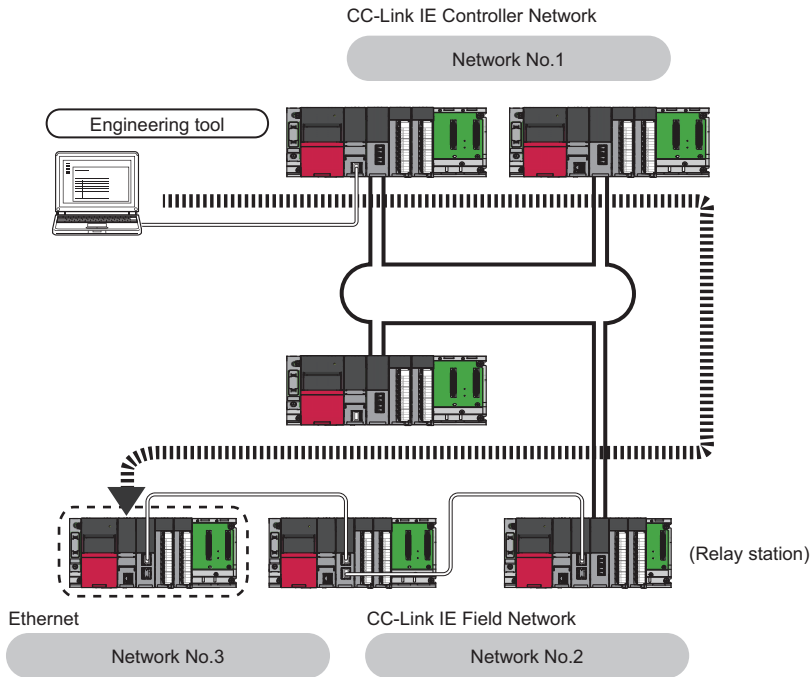 CC-Link IE Controller Network
Network No.1
Engineering tool
(Relay station)
Ethernet
CC-Link IE Field Network
Network No.3
Network No.2